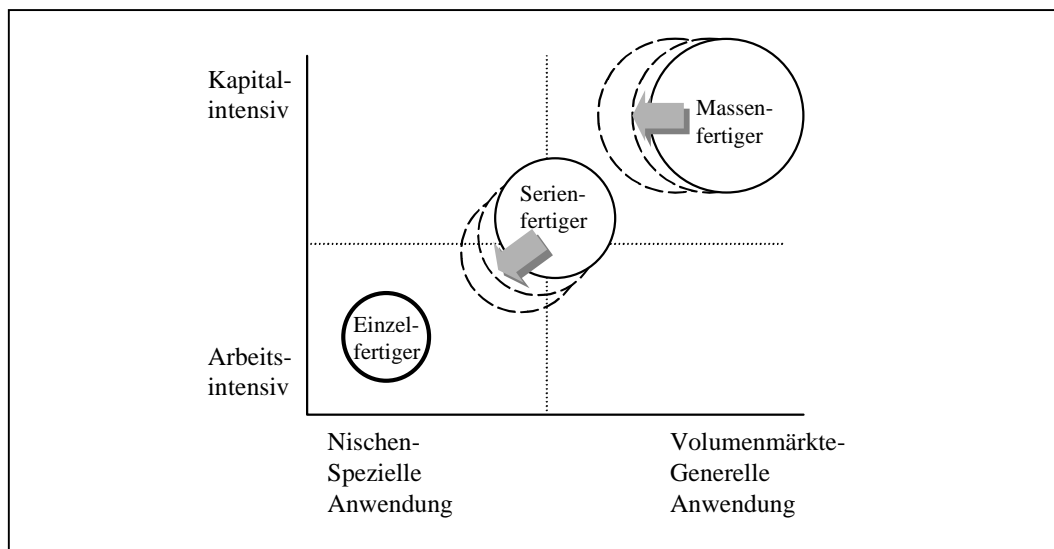 Kapital-
intensiv
Massen-
fertiger
Serien-
fertiger
Einzel-
fertiger
Arbeits-
intensiv
Nischen-
Spezielle
Anwendung
Volumenmärkte-
Generelle
Anwendung